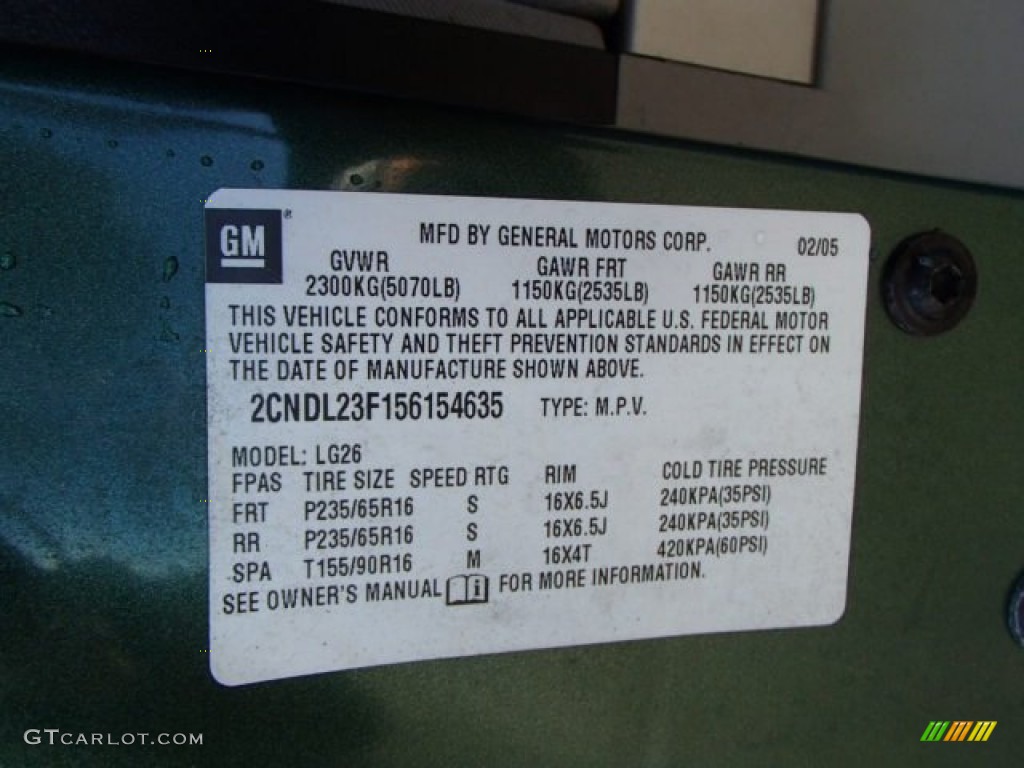 GM ®
MFD BY GENERAL MOTORS CORP. 02/05
GVWR GAWR FRT GAWR RR
2300KG(5070LB) 1150KG(2535LB) 1150KG(2535LB)
THIS VEHICLE CONFORMS TO ALL APPLICABLE U.S. FEDERAL MOTOR
VEHICLE SAFETY AND THEFT PREVENTION STANDARDS IN EFFECT ON
THE DATE OF MANUFACTURE SHOWN ABOVE.
2CNDL23F156154635 TYPE: M.P.V.
MODEL: LG26
FPAS TIRE SIZE SPEED RTG RIM COLD TIRE PRESSURE
FRT P235/65R16 S 16X6.5J 240KPA(35PSI)
RR P235/65R16 S 16X6.5J 240KPA(35PSI)
SPA T155/90R16 M 16X4T 420KPA(60PSI)
SEE OWNER'S MANUAL i FOR MORE INFORMATION.
GTCARLOT.COM